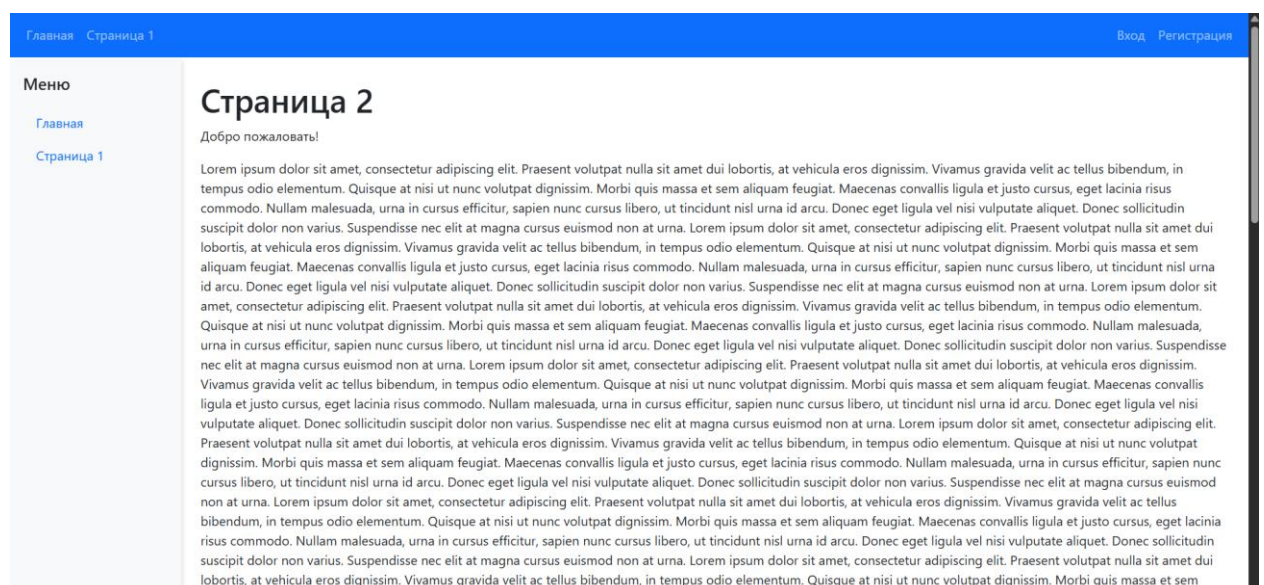 Главная Страница 1 Вход Регистрация
Меню
Главная
Страница 1
Страница 2
Добро пожаловать!
Lorem ipsum dolor sit amet, consectetur adipiscing elit. Praesent volutpat nulla sit amet dui lobortis, at vehicula eros dignissim. Vivamus gravida velit ac tellus bibendum, in
tempus odio elementum. Quisque at nisi ut nunc volutpat dignissim. Morbi quis massa et sem aliquam feugiat. Maecenas convallis ligula et justo cursus, eget lacinia risus
commodo. Nullam malesuada, urna in cursus efficitur, sapien nunc cursus libero, ut tincidunt nisl urna id arcu. Donec eget ligula vel nisi vulputate aliquet. Donec sollicitudin
suscipit dolor non varius. Suspendisse nec elit at magna cursus euismod non at urna. Lorem ipsum dolor sit amet, consectetur adipiscing elit. Praesent volutpat nulla sit amet dui
lobortis, at vehicula eros dignissim. Vivamus gravida velit ac tellus bibendum, in tempus odio elementum. Quisque at nisi ut nunc volutpat dignissim. Morbi quis massa et sem
aliquam feugiat. Maecenas convallis ligula et justo cursus, eget lacinia risus commodo. Nullam malesuada, urna in cursus efficitur, sapien nunc cursus libero, ut tincidunt nisl urna
id arcu. Donec eget ligula vel nisi vulputate aliquet. Donec sollicitudin suscipit dolor non varius. Suspendisse nec elit at magna cursus euismod non at urna. Lorem ipsum dolor sit
amet, consectetur adipiscing elit. Praesent volutpat nulla sit amet dui lobortis, at vehicula eros dignissim. Vivamus gravida velit ac tellus bibendum, in tempus odio elementum.
Quisque at nisi ut nunc volutpat dignissim. Morbi quis massa et sem aliquam feugiat. Maecenas convallis ligula et justo cursus, eget lacinia risus commodo. Nullam malesuada,
urna in cursus efficitur, sapien nunc cursus libero, ut tincidunt nisl urna id arcu. Donec eget ligula vel nisi vulputate aliquet. Donec sollicitudin suscipit dolor non varius. Suspendisse
nec elit at magna cursus euismod non at urna. Lorem ipsum dolor sit amet, consectetur adipiscing elit. Praesent volutpat nulla sit amet dui lobortis, at vehicula eros dignissim.
Vivamus gravida velit ac tellus bibendum, in tempus odio elementum. Quisque at nisi ut nunc volutpat dignissim. Morbi quis massa et sem aliquam feugiat. Maecenas convallis
ligula et justo cursus, eget lacinia risus commodo. Nullam malesuada, urna in cursus efficitur, sapien nunc cursus libero, ut tincidunt nisl urna id arcu. Donec eget ligula vel nisi
vulputate aliquet. Donec sollicitudin suscipit dolor non varius. Suspendisse nec elit at magna cursus euismod non at urna. Lorem ipsum dolor sit amet, consectetur adipiscing elit.
Praesent volutpat nulla sit amet dui lobortis, at vehicula eros dignissim. Vivamus gravida velit ac tellus bibendum, in tempus odio elementum. Quisque at nisi ut nunc volutpat
dignissim. Morbi quis massa et sem aliquam feugiat. Maecenas convallis ligula et justo cursus, eget lacinia risus commodo. Nullam malesuada, urna in cursus efficitur, sapien nunc
cursus libero, ut tincidunt nisl urna id arcu. Donec eget ligula vel nisi vulputate aliquet. Donec sollicitudin suscipit dolor non varius. Suspendisse nec elit at magna cursus euismod
non at urna. Lorem ipsum dolor sit amet, consectetur adipiscing elit. Praesent volutpat nulla sit amet dui lobortis, at vehicula eros dignissim. Vivamus gravida velit ac tellus
bibendum, in tempus odio elementum. Quisque at nisi ut nunc volutpat dignissim. Morbi quis massa et sem aliquam feugiat. Maecenas convallis ligula et justo cursus, eget lacinia
risus commodo. Nullam malesuada, urna in cursus efficitur, sapien nunc cursus libero, ut tincidunt nisl urna id arcu. Donec eget ligula vel nisi vulputate aliquet. Donec sollicitudin
suscipit dolor non varius. Suspendisse nec elit at magna cursus euismod non at urna. Lorem ipsum dolor sit amet, consectetur adipiscing elit. Praesent volutpat nulla sit amet dui
lobortis, at vehicula eros dignissim. Vivamus gravida velit ac tellus bibendum, in tempus odio elementum. Quisque at nisi ut nunc volutpat dignissim. Morbi quis massa et sem